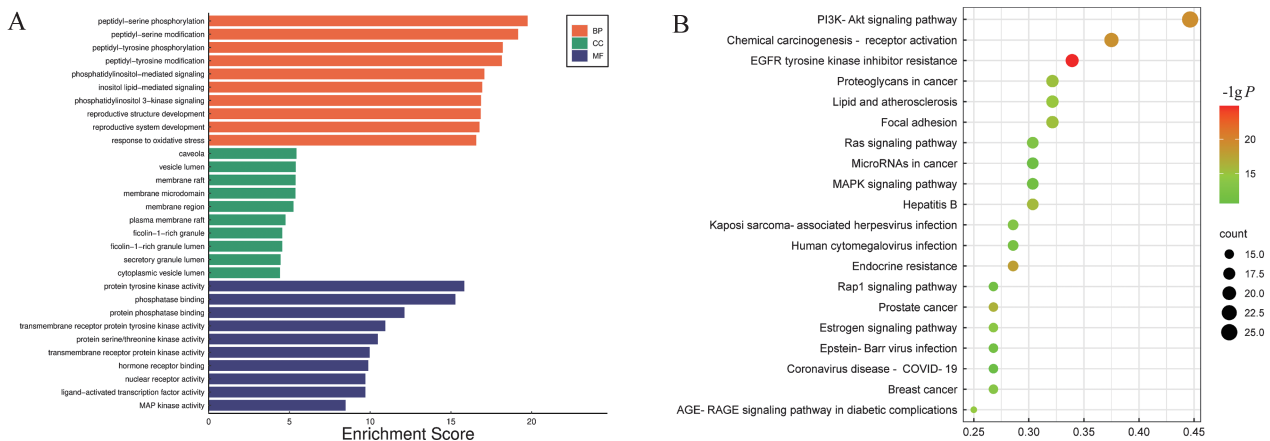 A
peptidyl−serine phosphorylation
peptidyl−serine modification
peptidyl−tyrosine phosphorylation
peptidyl−tyrosine modification
phosphatidylinositol−mediated signaling
inositol lipid−mediated signaling
phosphatidylinositol 3−kinase signaling
reproductive structure development
reproductive system development
response to oxidative stress
caveola
vesicle lumen
membrane raft
membrane microdomain
membrane region
plasma membrane raft
ficolin−1−rich granule
ficolin−1−rich granule lumen
secretory granule lumen
cytoplasmic vesicle lumen
protein tyrosine kinase activity
phosphatase binding
protein phosphatase binding
transmembrane receptor protein tyrosine kinase activity
protein serine/threonine kinase activity
transmembrane receptor protein kinase activity
hormone receptor binding
nuclear receptor activity
ligand−activated transcription factor activity
MAP kinase activity
0 5 10 15 20
Enrichment Score
BP
CC
MF
B
PI3K- Akt signaling pathway
Chemical carcinogenesis - receptor activation
EGFR tyrosine kinase inhibitor resistance
Proteoglycans in cancer
Lipid and atherosclerosis
Focal adhesion
Ras signaling pathway
MicroRNAs in cancer
MAPK signaling pathway
Hepatitis B
Kaposi sarcoma- associated herpesvirus infection
Human cytomegalovirus infection
Endocrine resistance
Rap1 signaling pathway
Prostate cancer
Estrogen signaling pathway
Epstein- Barr virus infection
Coronavirus disease - COVID- 19
Breast cancer
AGE- RAGE signaling pathway in diabetic complications
0.25 0.30 0.35 0.40 0.45
-1g P
20
15
count
15.0
17.5
20.0
22.5
25.0